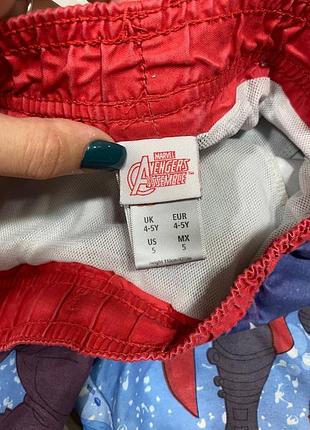 MARVEL
AVENGERS
ASSEMBLE
UK EUR
4-5Y 4-5Y
US MX
5 5